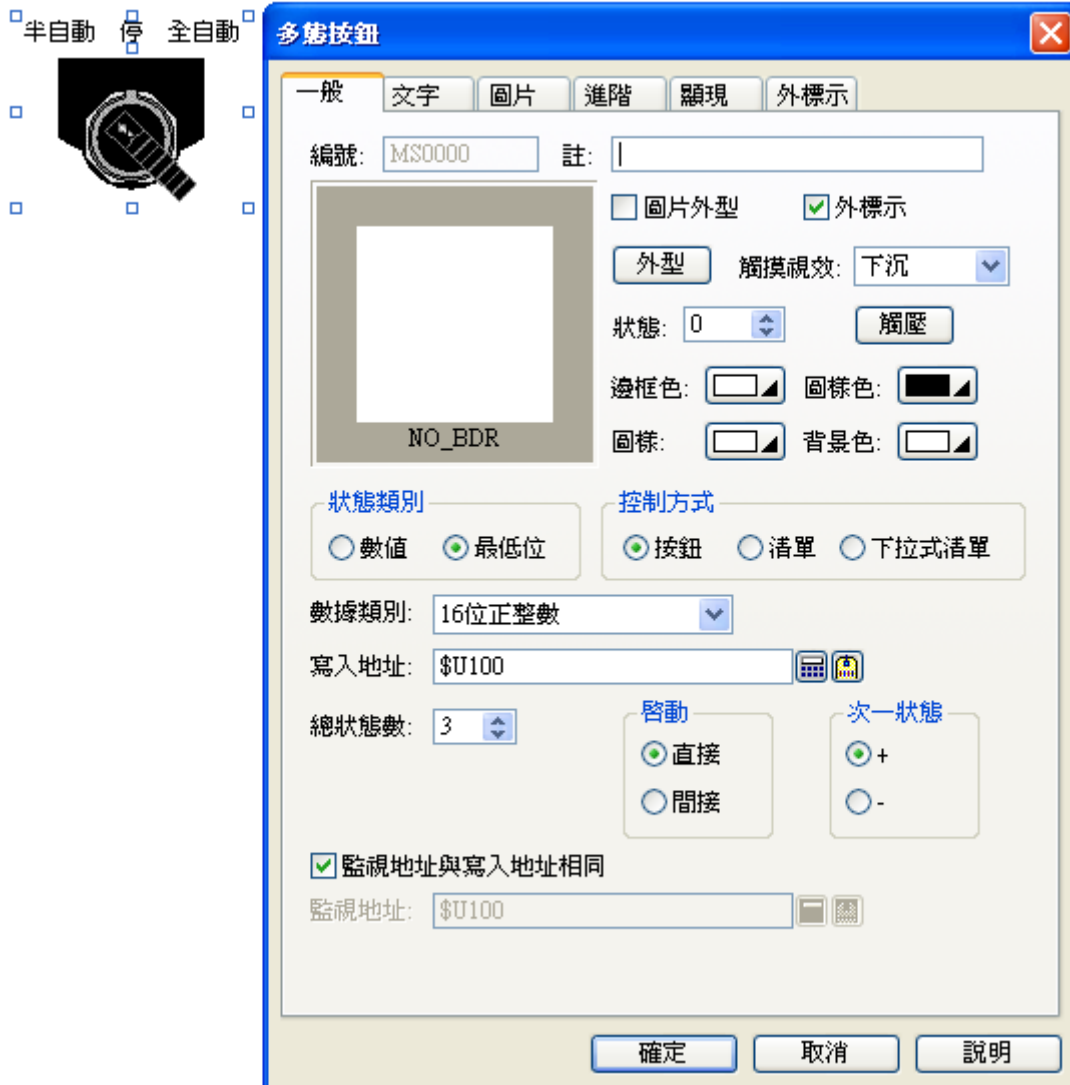 半自動 停 全自動
多態按鈕
一般 文字 圖片 進階 顯現 外標示
編號: MS0000 註:
圖片外型 外標示
外型 觸摸視效: 下沉
狀態: 0 觸壓
邊框色: 圖樣色:
NO_BDR
圖樣: 背景色:
狀態類別 控制方式
數值 最低位 按鈕 清單 下拉式清單
數據類別: 16位正整數
寫入地址: $U100
總狀態數: 3
啓動 次一狀態
直接 +
間接 -
監視地址與寫入地址相同
監視地址: $U100
確定 取消 說明